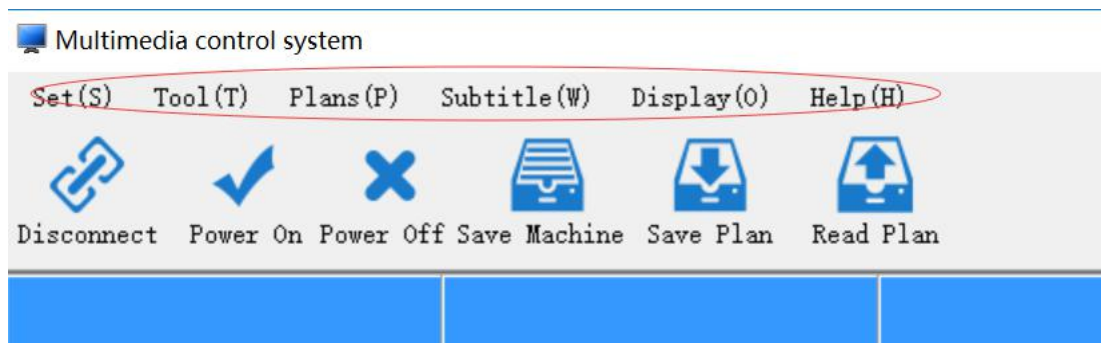 Multimedia control system
Set(S) Tool(T) Plans(P) Subtitle(W) Display(O) Help(H)
Disconnect Power On Power Off Save Machine Save Plan Read Plan